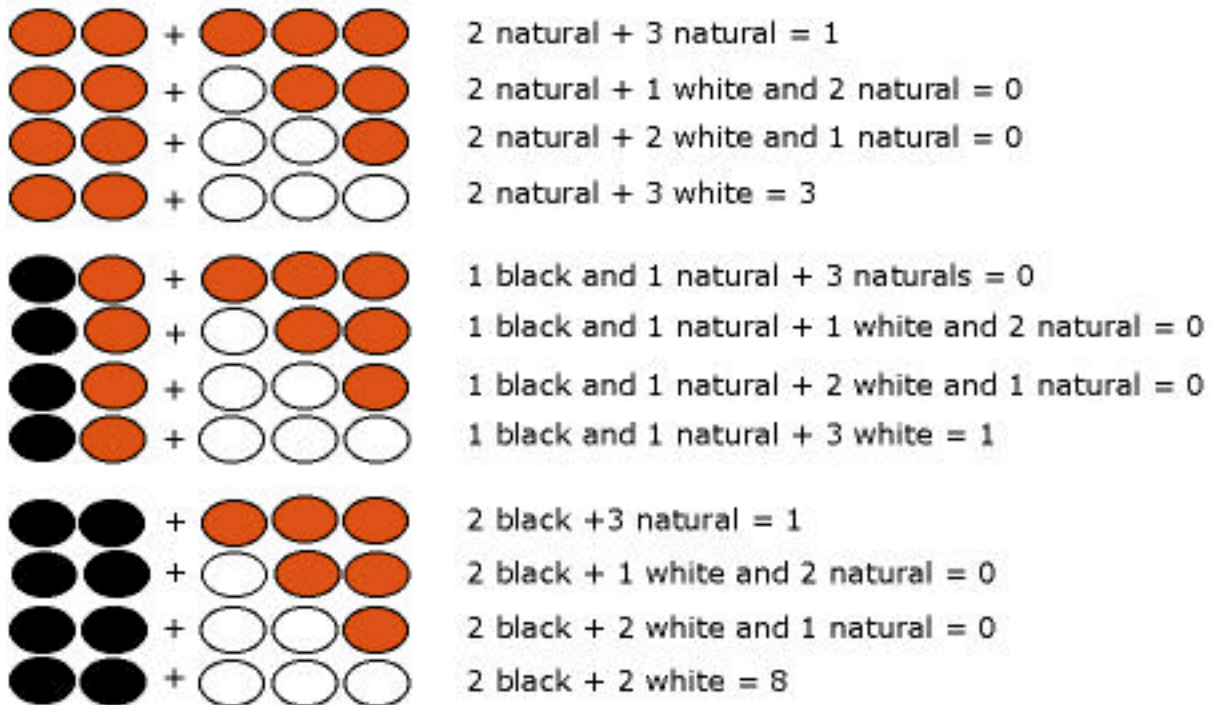 + 2 natural + 3 natural = 1
+ 2 natural + 1 white and 2 natural = 0
+ 2 natural + 2 white and 1 natural = 0
+ 2 natural + 3 white = 3
+ 1 black and 1 natural + 3 naturals = 0
+ 1 black and 1 natural + 1 white and 2 natural = 0
+ 1 black and 1 natural + 2 white and 1 natural = 0
+ 1 black and 1 natural + 3 white = 1
+ 2 black +3 natural = 1
+ 2 black + 1 white and 2 natural = 0
+ 2 black + 2 white and 1 natural = 0
+ 2 black + 2 white = 8